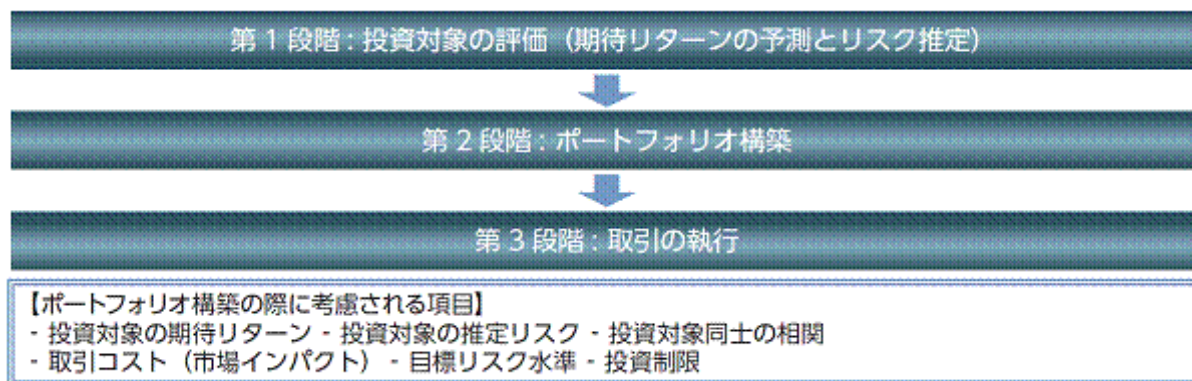 第1段階:投資対象の評価(期待リターンの予測とリスク推定)
第2段階:ポートフォリオ構築
第3段階:取引の執行
【ポートフォリオ構築の際に考慮される項目】
- 投資対象の期待リターン - 投資対象の推定リスク - 投資対象同士の相関
- 取引コスト(市場インパクト) - 目標リスク水準 - 投資制限